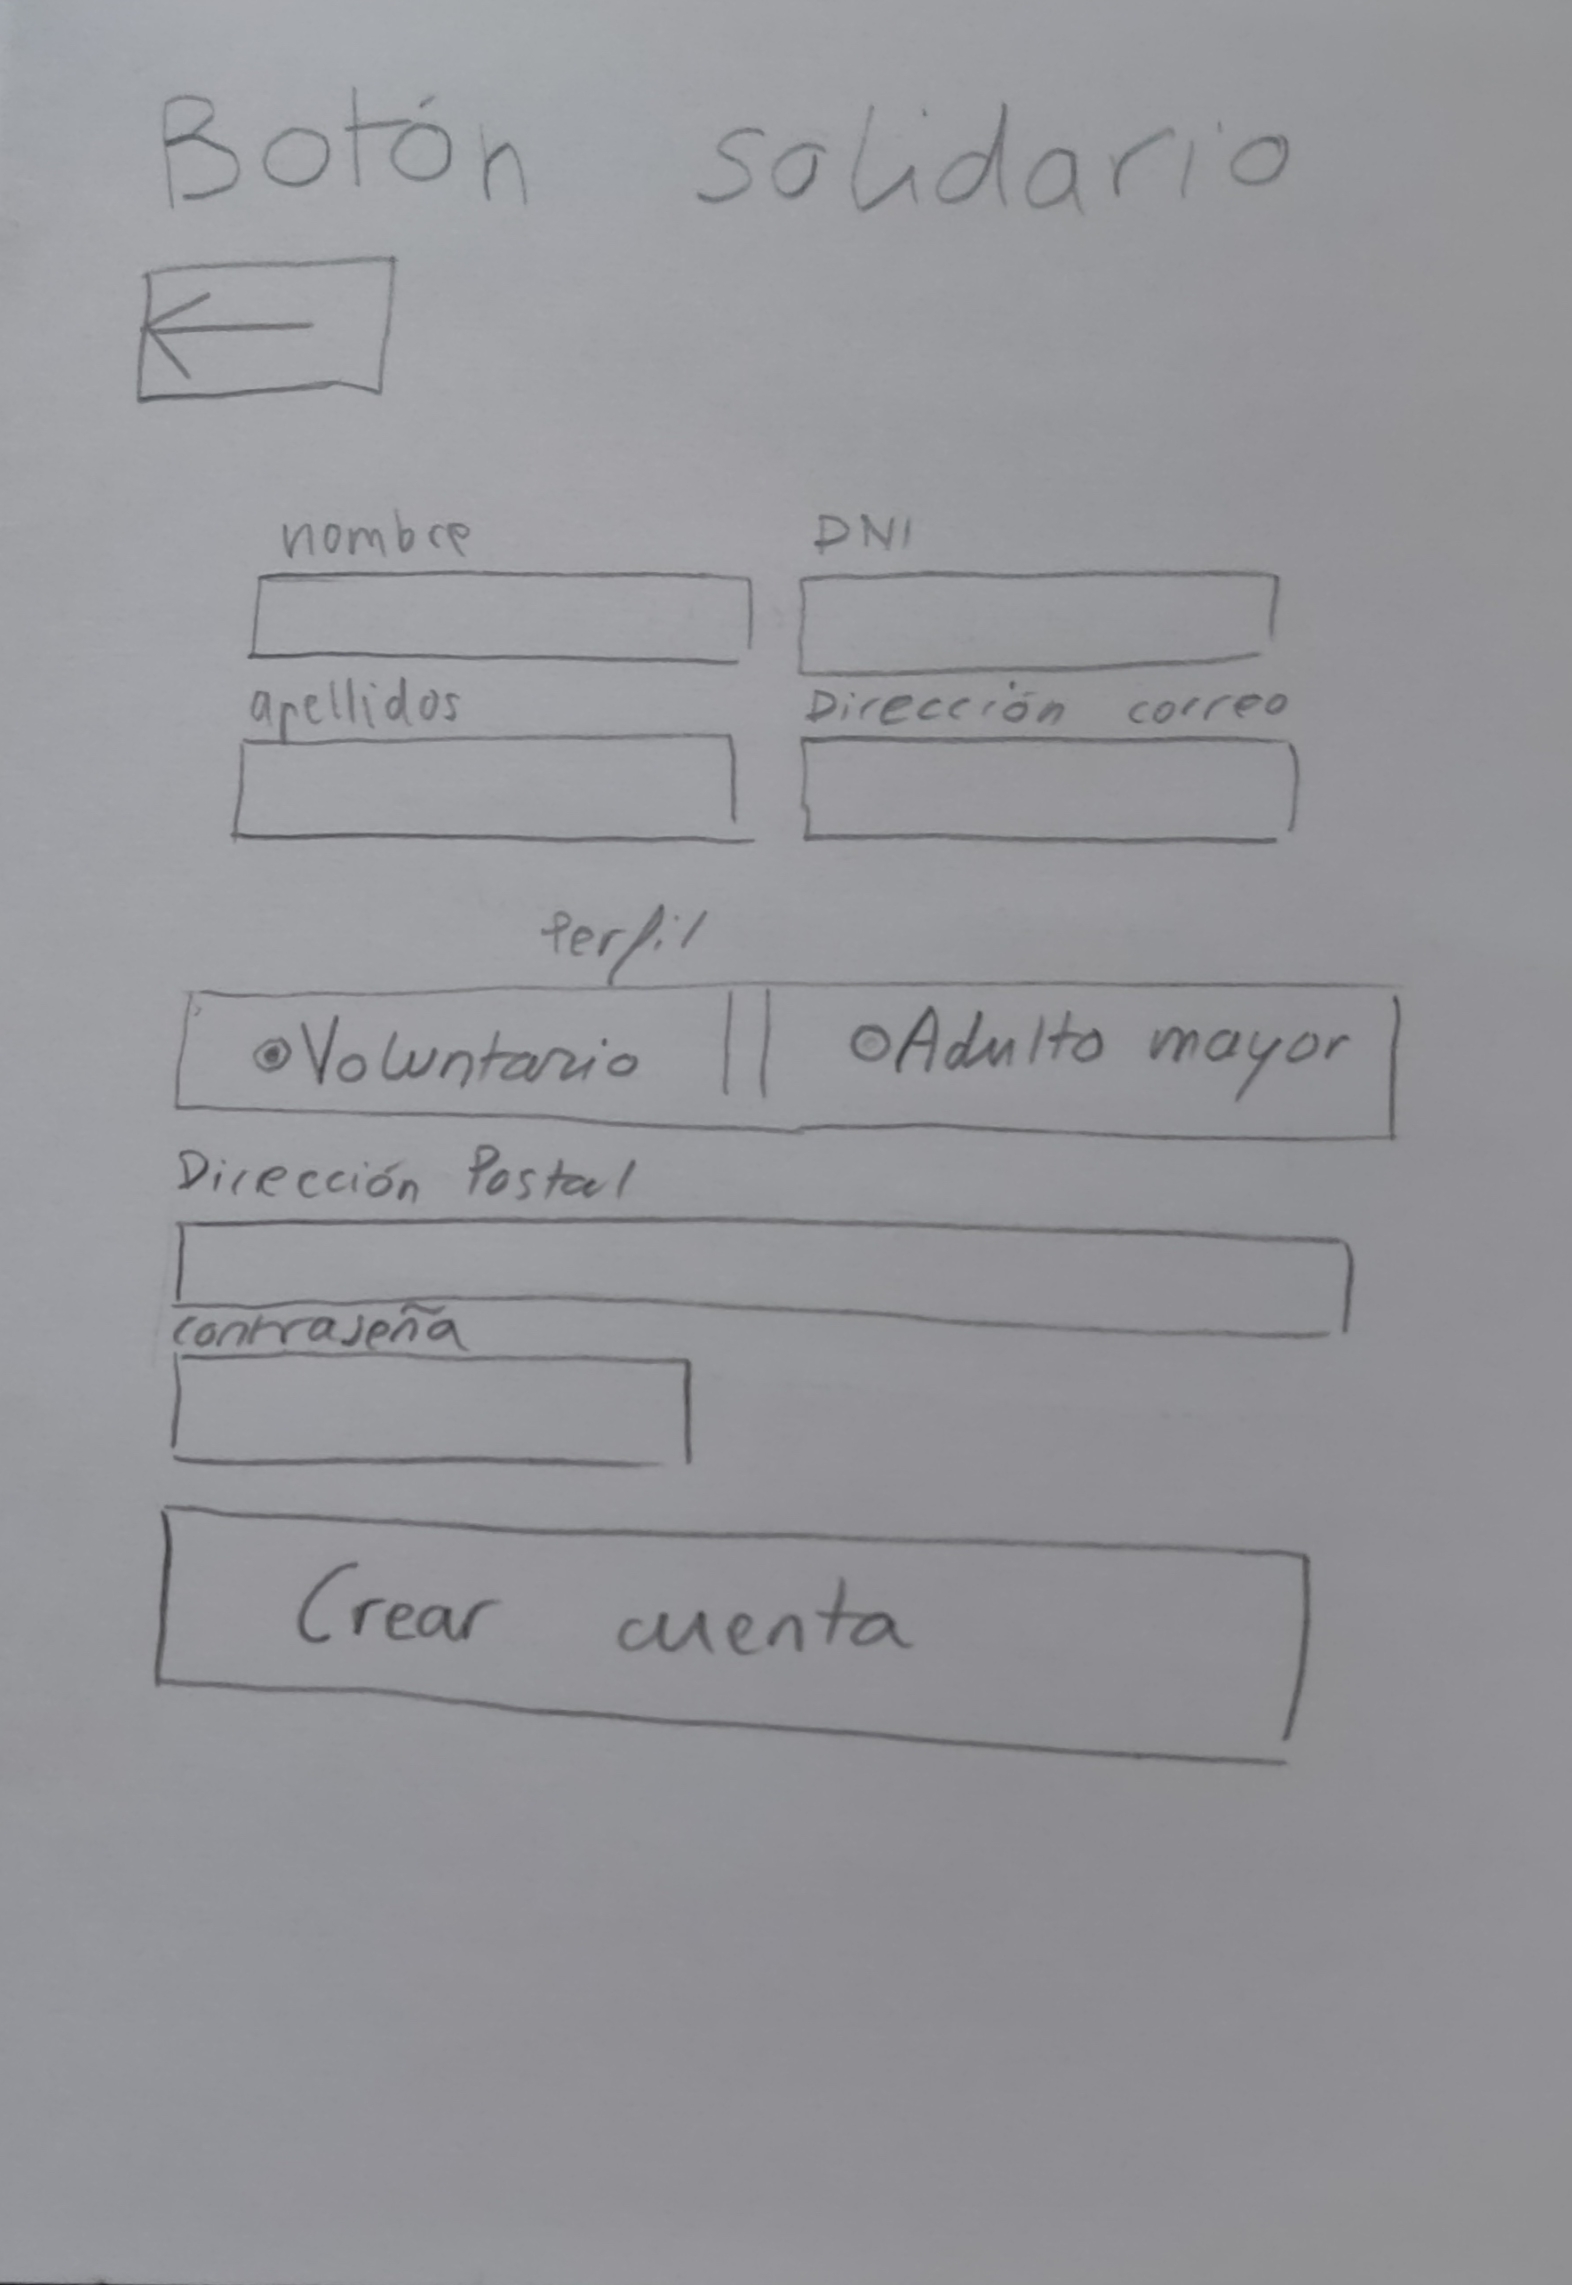 Botón solidario
nombre
DNI
apellidos
Dirección correo
Perfil
Voluntario
Adulto mayor
Dirección Postal
contraseña
Crear cuenta